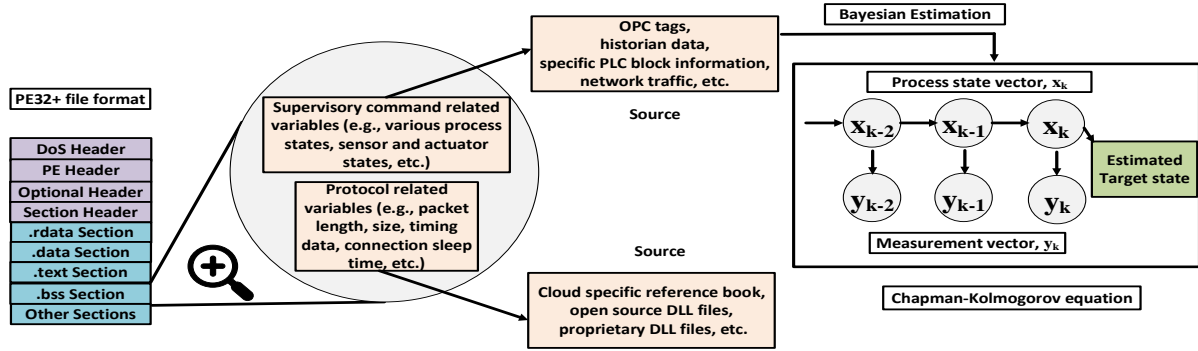 PE32+ file format
DoS Header
PE Header
Optional Header
Section Header
.rdata Section
.data Section
.text Section
.bss Section
Other Sections
Supervisory command related
variables (e.g., various process
states, sensor and actuator
states, etc.)
Protocol related
variables (e.g., packet
length, size, timing
data, connection sleep
time, etc.)
OPC tags,
historian data,
specific PLC block information,
network traffic, etc.
Source
Source
Cloud specific reference book,
open source DLL files,
proprietary DLL files, etc.
Bayesian Estimation
Process state vector, xk
xk-2
xk-1
xk
Estimated
Target state
yk-2
yk-1
yk
Measurement vector, yk
Chapman-Kolmogorov equation